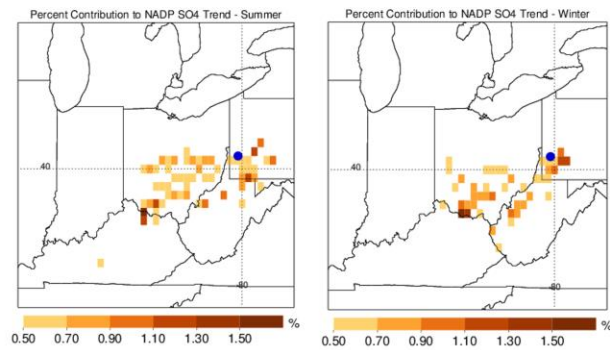 Percent Contribution to NADP SO4 Trend - Summer
40
-80
0.50 0.70 0.90 1.10 1.30 1.50 %
Percent Contribution to NADP SO4 Trend - Winter
40
-80
0.50 0.70 0.90 1.10 1.30 1.50 %